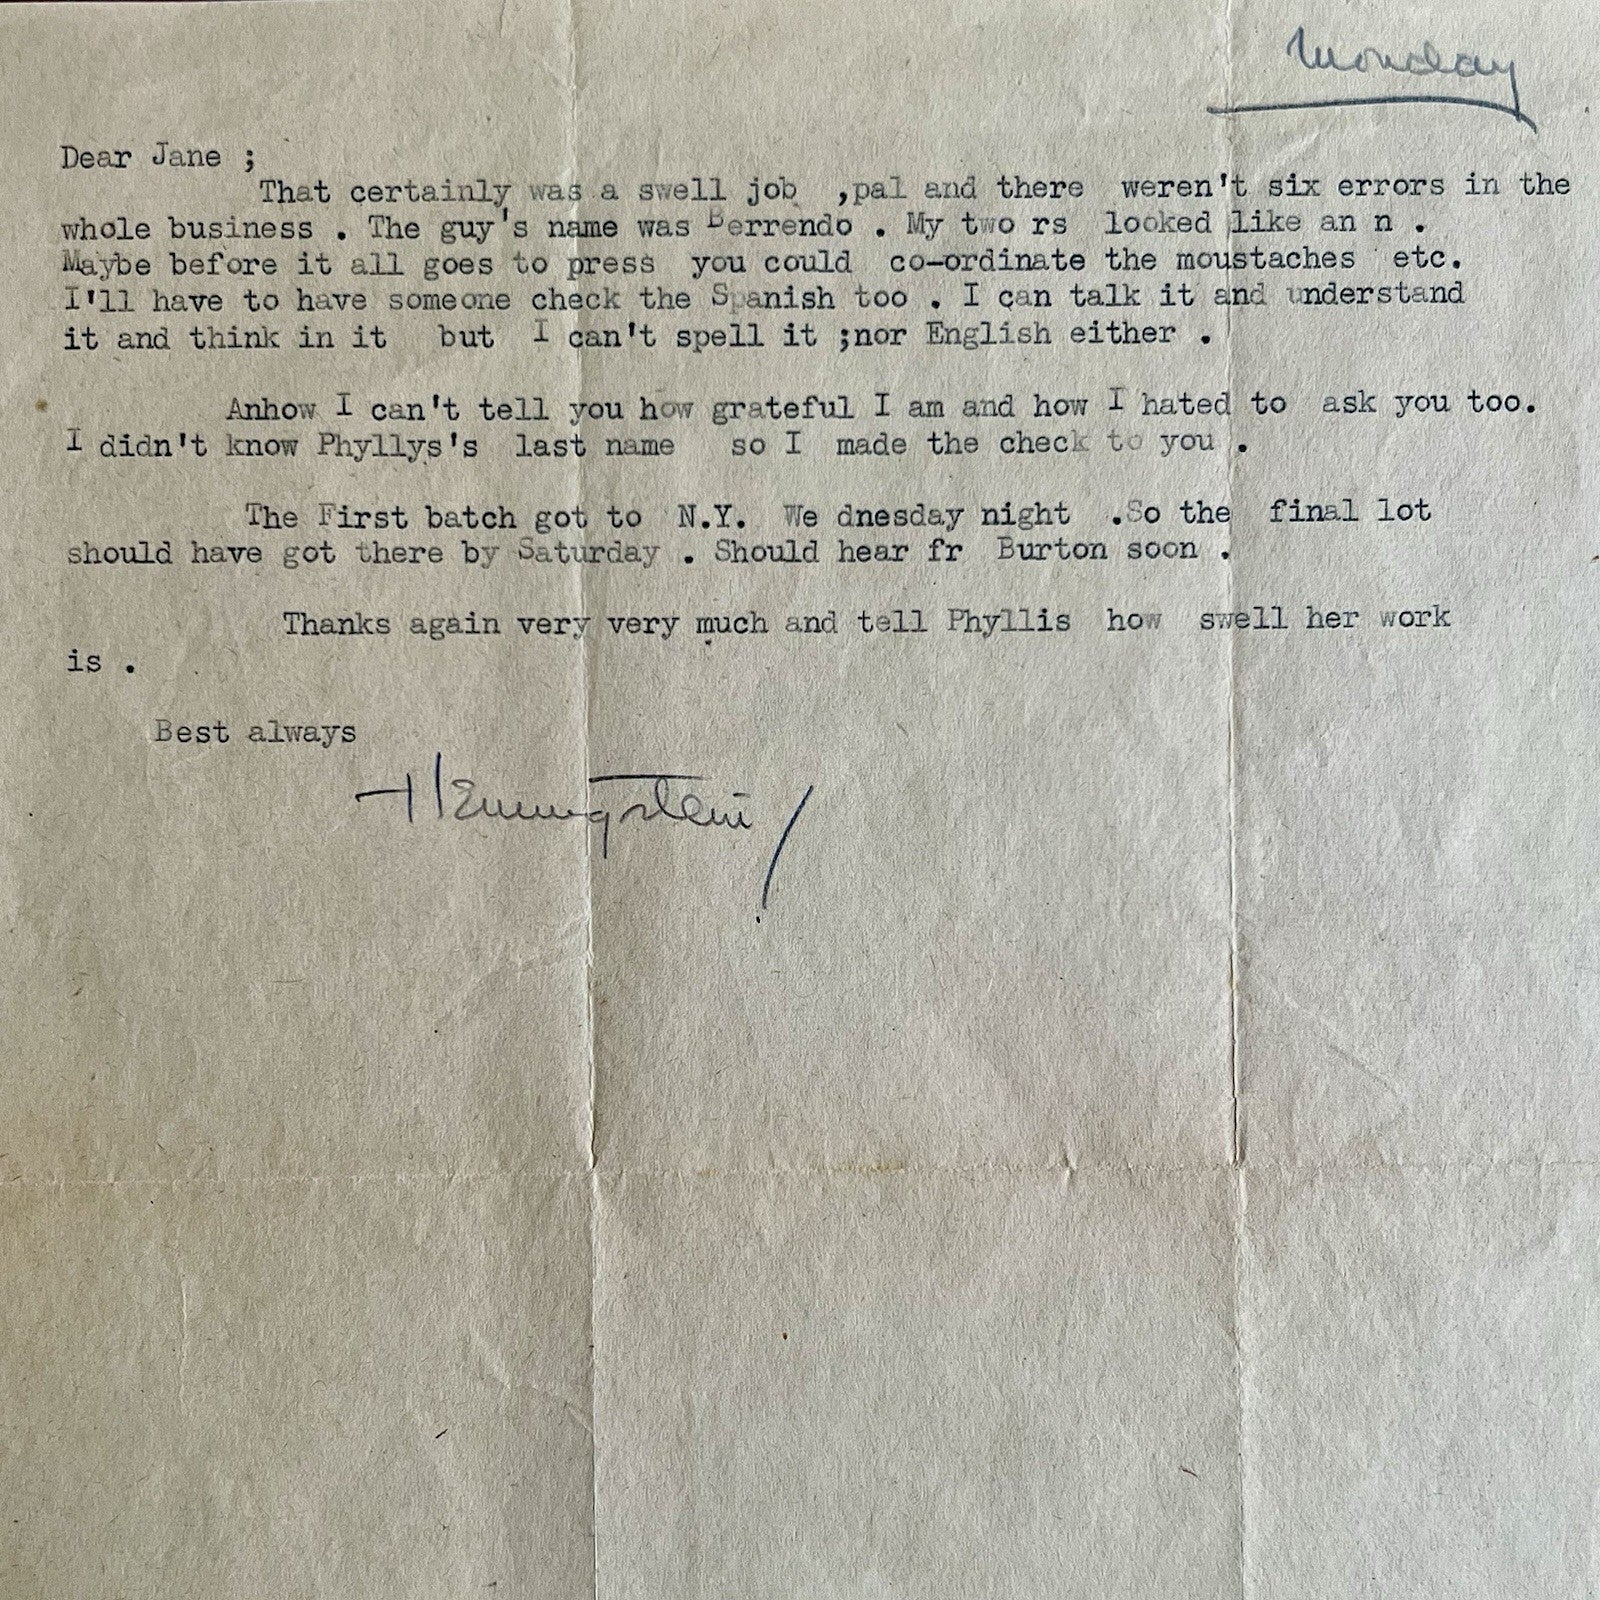 Monday
Dear Jane ;
That certainly was a swell job ,pal and there weren't six errors in the
whole business . The guy's name was Berrendo . My two rs looked like an n .
Maybe before it all goes to press you could co-ordinate the moustaches etc.
I'll have to have someone check the Spanish too . I can talk it and understand
it and think in it but I can't spell it ;nor English either .
Anhow I can't tell you how grateful I am and how I hated to ask you too.
I didn't know Phyllys's last name so I made the check to you .
The First batch got to N.Y. We dnesday night .So the final lot
should have got there by Saturday . Should hear fr Burton soon .
Thanks again very very much and tell Phyllis how swell her work
is .
Best always
Hemingstein